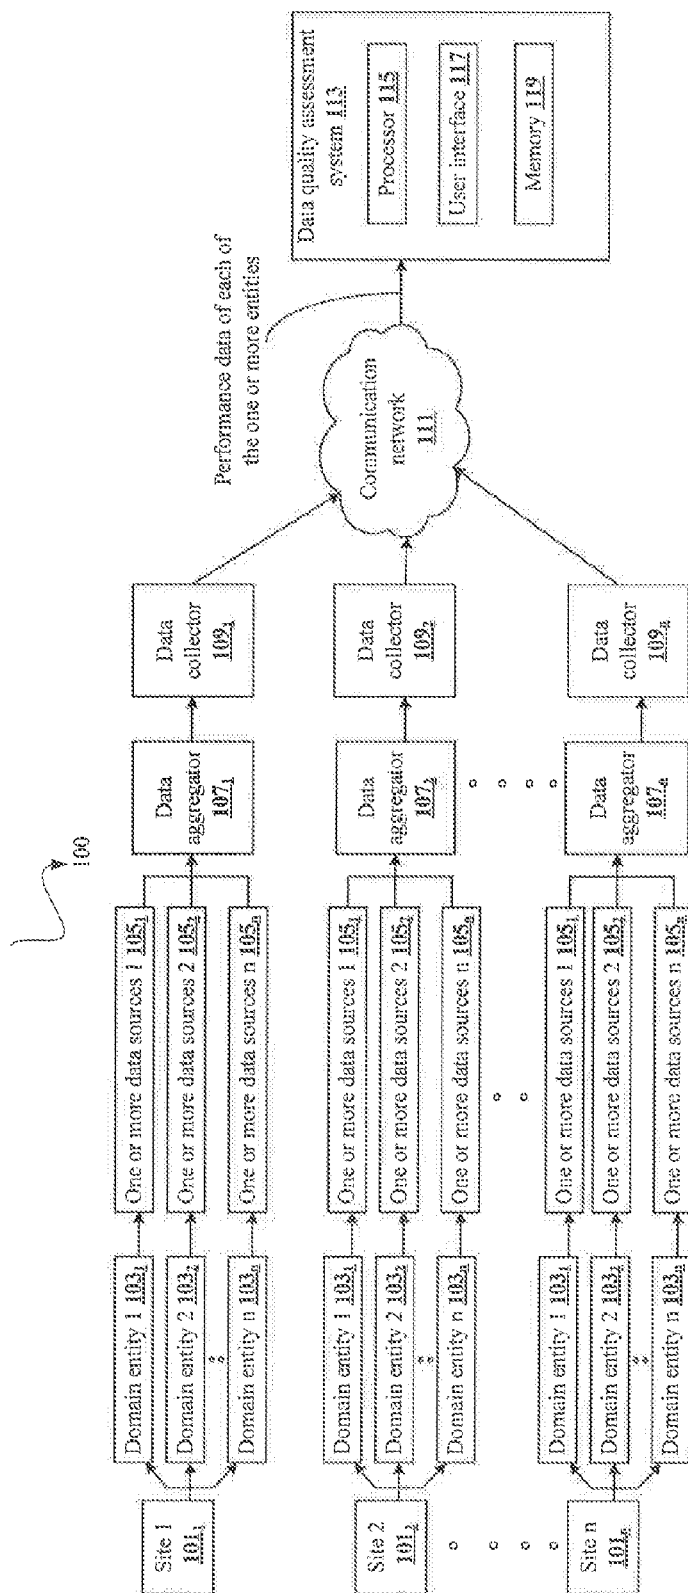 100
Site 1
101₁
Domain entity 1 103₁
Domain entity 2 103₂
Domain entity n 103ₙ
One or more data sources 1 105₁
One or more data sources 2 105₂
One or more data sources n 105ₙ
Data
aggregator
107₁
Data
collector
109₁
Site 2
101₂
Domain entity 1 103₁
Domain entity 2 103₂
Domain entity n 103ₙ
One or more data sources 1 105₁
One or more data sources 2 105₂
One or more data sources n 105ₙ
Data
aggregator
107₂
Data
collector
109₂
Site n
101ₙ
Domain entity 1 103₁
Domain entity 2 103₂
Domain entity n 103ₙ
One or more data sources 1 105₁
One or more data sources 2 105₂
One or more data sources n 105ₙ
Data
aggregator
107ₙ
Data
collector
109ₙ
Communication
network
111
Performance data of each of
the one or more entities
Data quality assessment
system 113
Processor 115
User interface 117
Memory 119